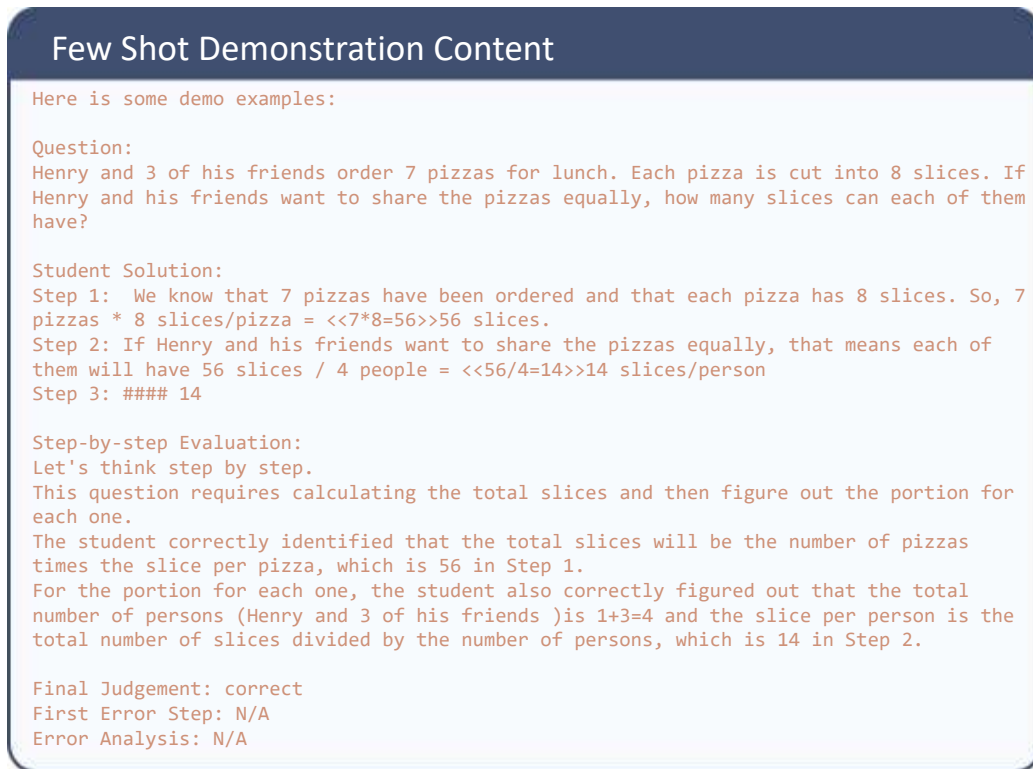 Few Shot Demonstration Content
Here is some demo examples:
Question:
Henry and 3 of his friends order 7 pizzas for lunch. Each pizza is cut into 8 slices. If
Henry and his friends want to share the pizzas equally, how many slices can each of them
have?
Student Solution:
Step 1:  We know that 7 pizzas have been ordered and that each pizza has 8 slices. So, 7
pizzas * 8 slices/pizza = <<7*8=56>>56 slices.
Step 2: If Henry and his friends want to share the pizzas equally, that means each of
them will have 56 slices / 4 people = <<56/4=14>>14 slices/person
Step 3: #### 14
Step-by-step Evaluation:
Let's think step by step.
This question requires calculating the total slices and then figure out the portion for
each one.
The student correctly identified that the total slices will be the number of pizzas
times the slice per pizza, which is 56 in Step 1.
For the portion for each one, the student also correctly figured out that the total
number of persons (Henry and 3 of his friends )is 1+3=4 and the slice per person is the
total number of slices divided by the number of persons, which is 14 in Step 2.
Final Judgement: correct
First Error Step: N/A
Error Analysis: N/A